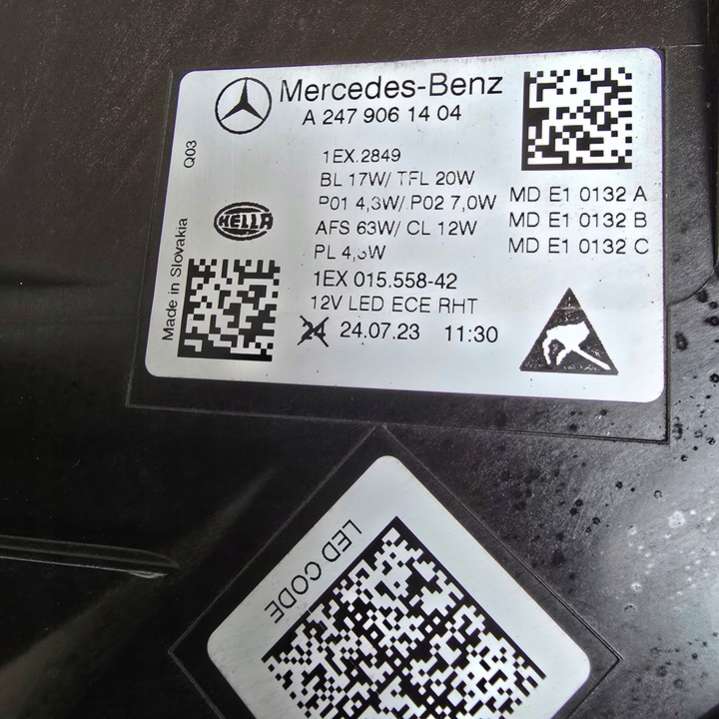 Mercedes-Benz
A 247 906 14 04
Q03
1EX.2849
BL 17W/ TFL 20W
P01 4,3W/ P02 7,0W
AFS 63W/ CL 12W
PL 4,3W
MD E1 0132 A
MD E1 0132 B
MD E1 0132 C
HELLA
Made in Slovakia
1EX 015.558-42
12V LED ECE RHT
24 24.07.23 11:30
LED CODE